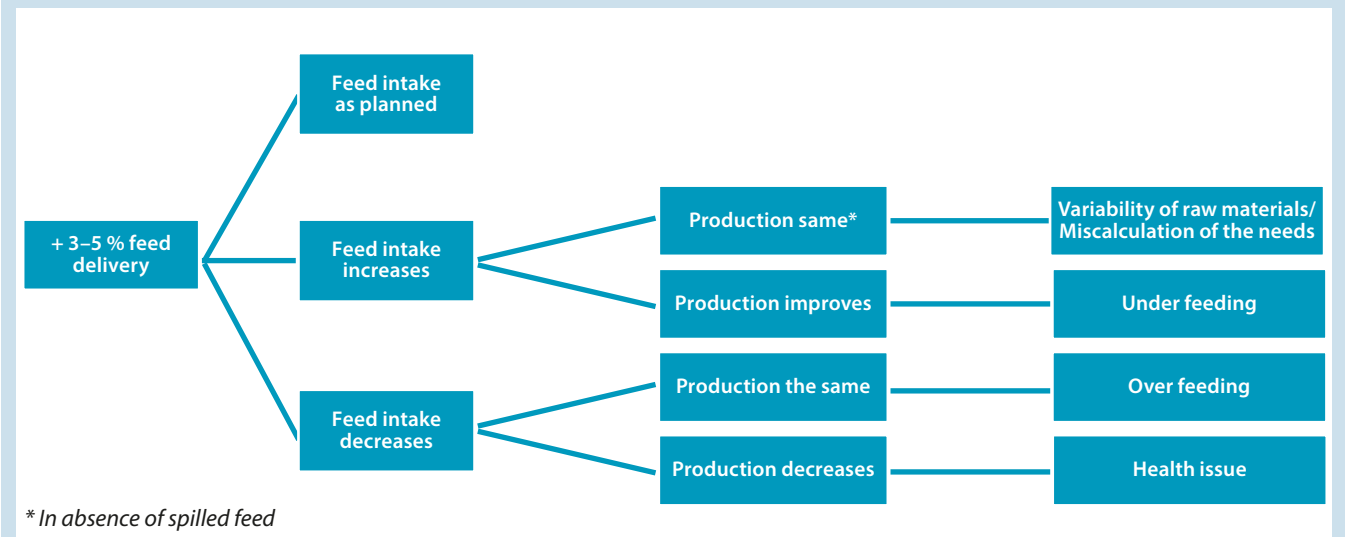 Feed intake
as planned
+ 3–5 % feed
delivery
Feed intake
increases
Production same*
Variability of raw materials/
Miscalculation of the needs
Production improves
Under feeding
Feed intake
decreases
Production the same
Over feeding
Production decreases
Health issue
* In absence of spilled feed